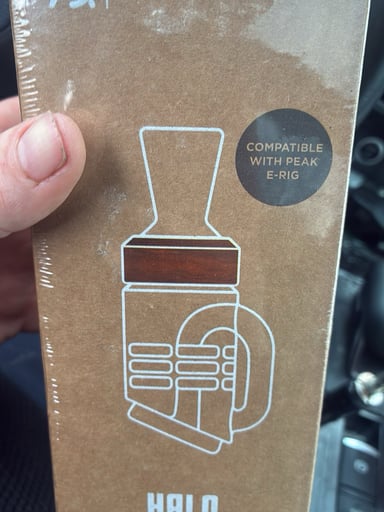 COMPATIBLE
WITH PEAK
E-RIG
HALO